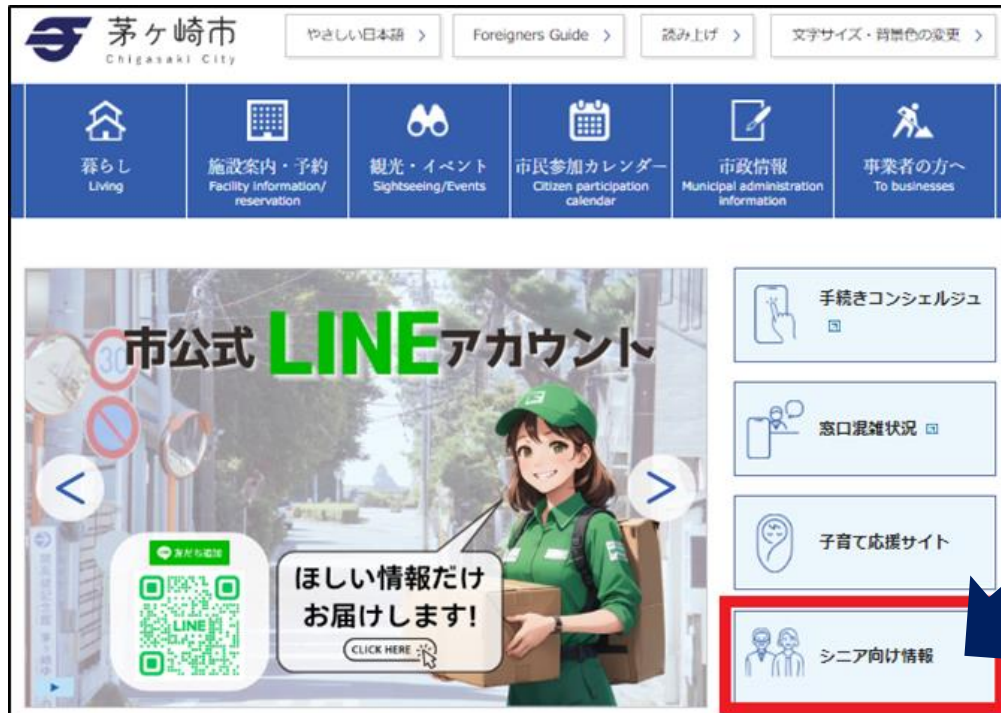 茅ヶ崎市
Chigasaki City
やさしい日本語
Foreigners Guide
読み上げ
文字サイズ・背景色の変更
暮らし
Living
施設案内・予約
Facility information/
reservation
観光・イベント
Sightseeing/Events
市民参加カレンダー
Citizen participation
calendar
市政情報
Municipal administration
information
事業者の方へ
To businesses
市公式 LINEアカウント
30
友だち追加
LINE
ほしい情報だけ
お届けします!
CLICK HERE
手続きコンシェルジュ
窓口混雑状況
子育て応援サイト
シニア向け情報